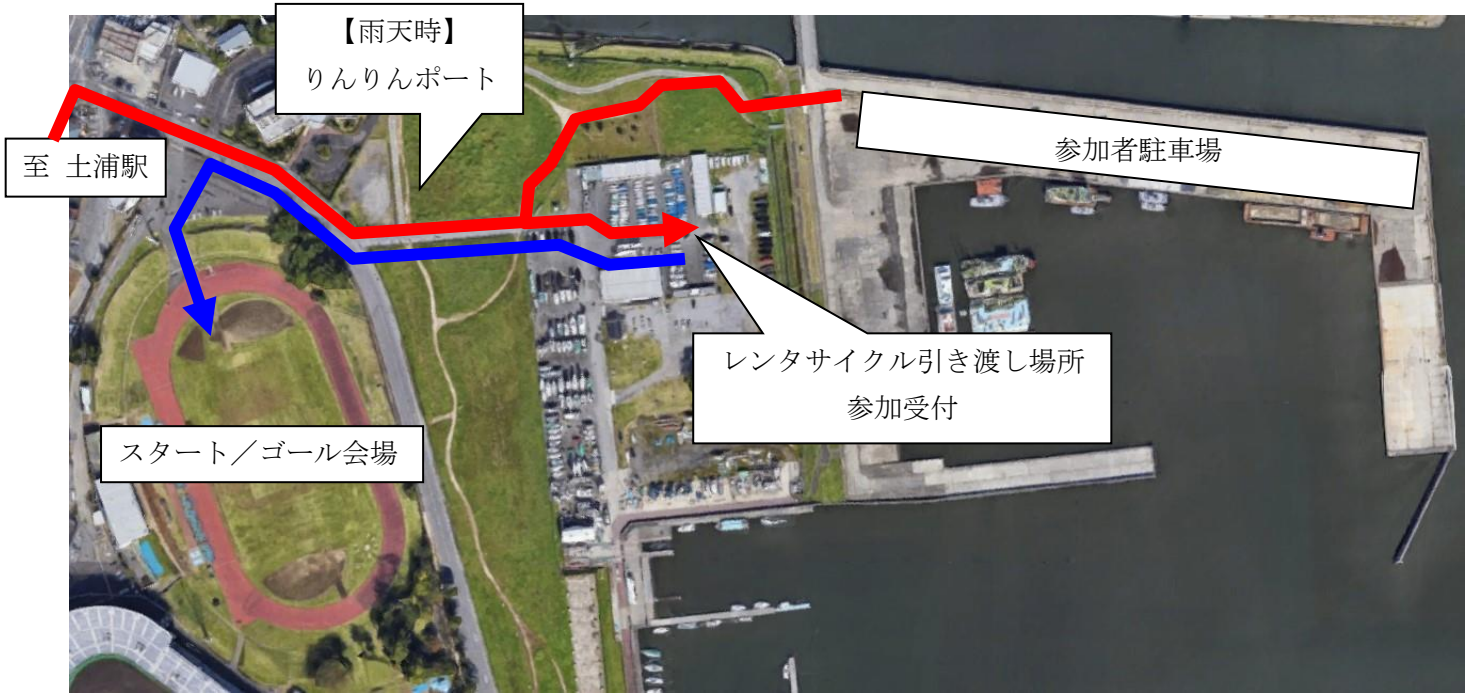 【雨天時】
りんりんポート
至 土浦駅
参加者駐車場
レンタサイクル引き渡し場所
参加受付
スタート／ゴール会場